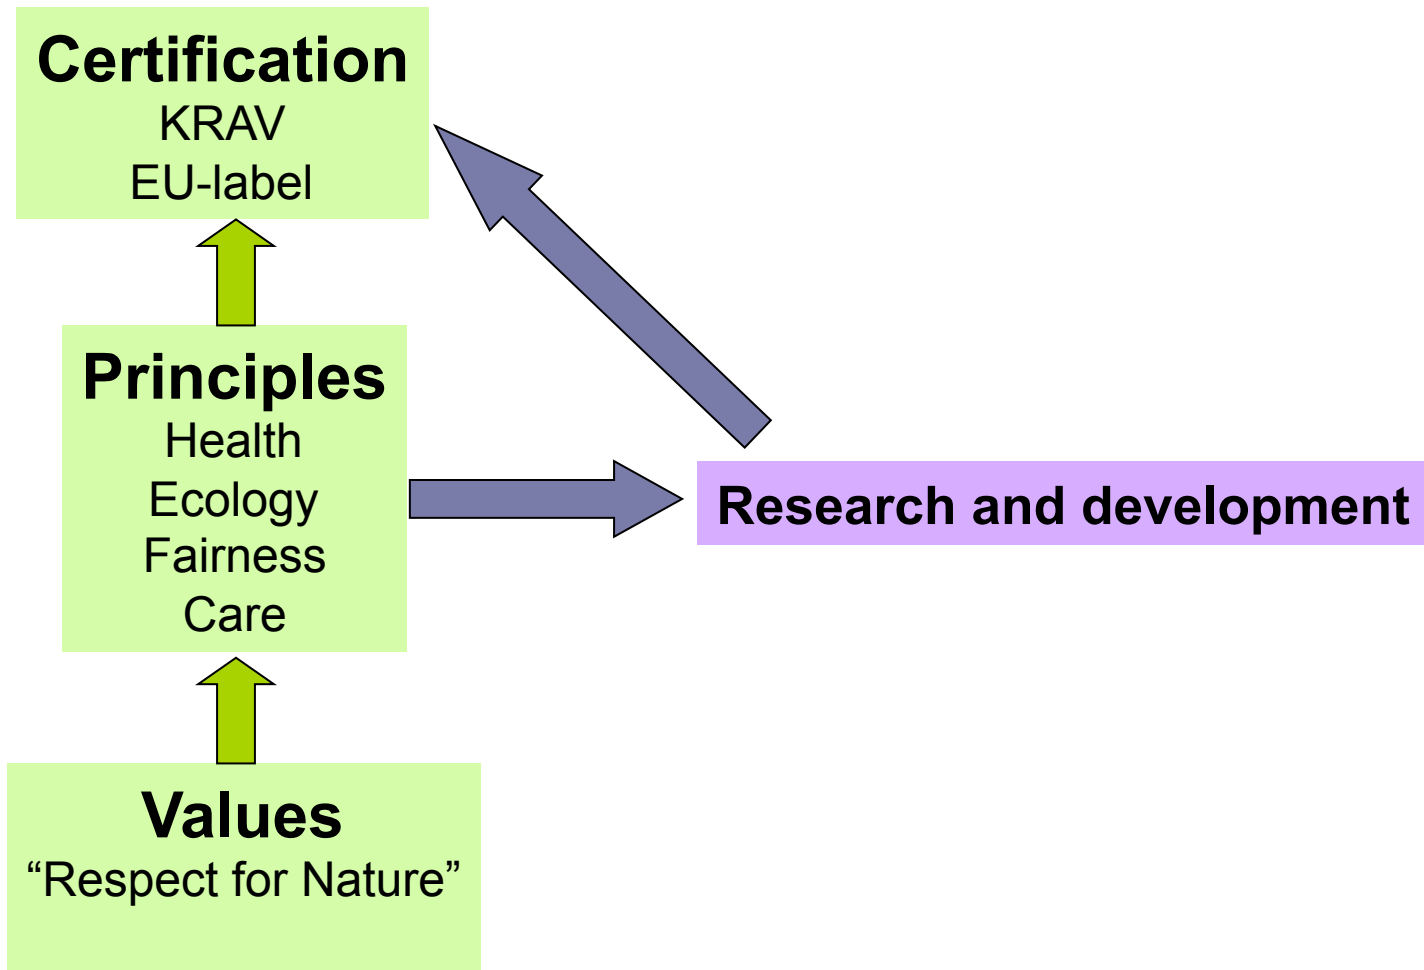 Certification
KRAV
EU-label
Principles
Health
Ecology
Fairness
Care
Research and development
Values
“Respect for Nature”